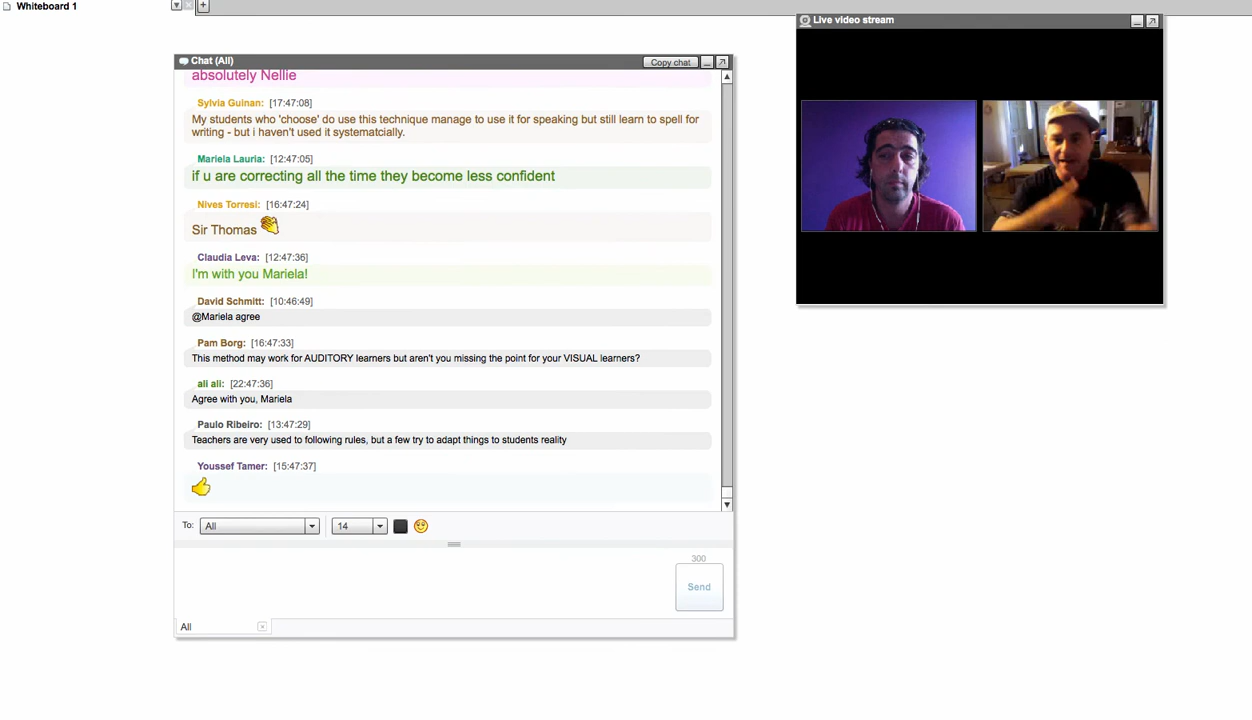 Whiteboard 1
Live video stream
Chat (All)
Copy chat
absolutely Nellie
Sylvia Guinan: [17:47:08]
My students who 'choose' do use this technique manage to use it for speaking but still learn to spell for
writing - but i haven't used it systematcially.
Mariela Lauria: [12:47:05]
if u are correcting all the time they become less confident
Nives Torresi: [16:47:24]
Sir Thomas
Claudia Leva: [12:47:36]
I'm with you Mariela!
David Schmitt: [10:46:49]
@Mariela agree
Pam Borg: [16:47:33]
This method may work for AUDITORY learners but aren't you missing the point for your VISUAL learners?
ali ali: [22:47:36]
Agree with you, Mariela
Paulo Ribeiro: [13:47:29]
Teachers are very used to following rules, but a few try to adapt things to students reality
Youssef Tamer: [15:47:37]
To: All 14
300
Send
All